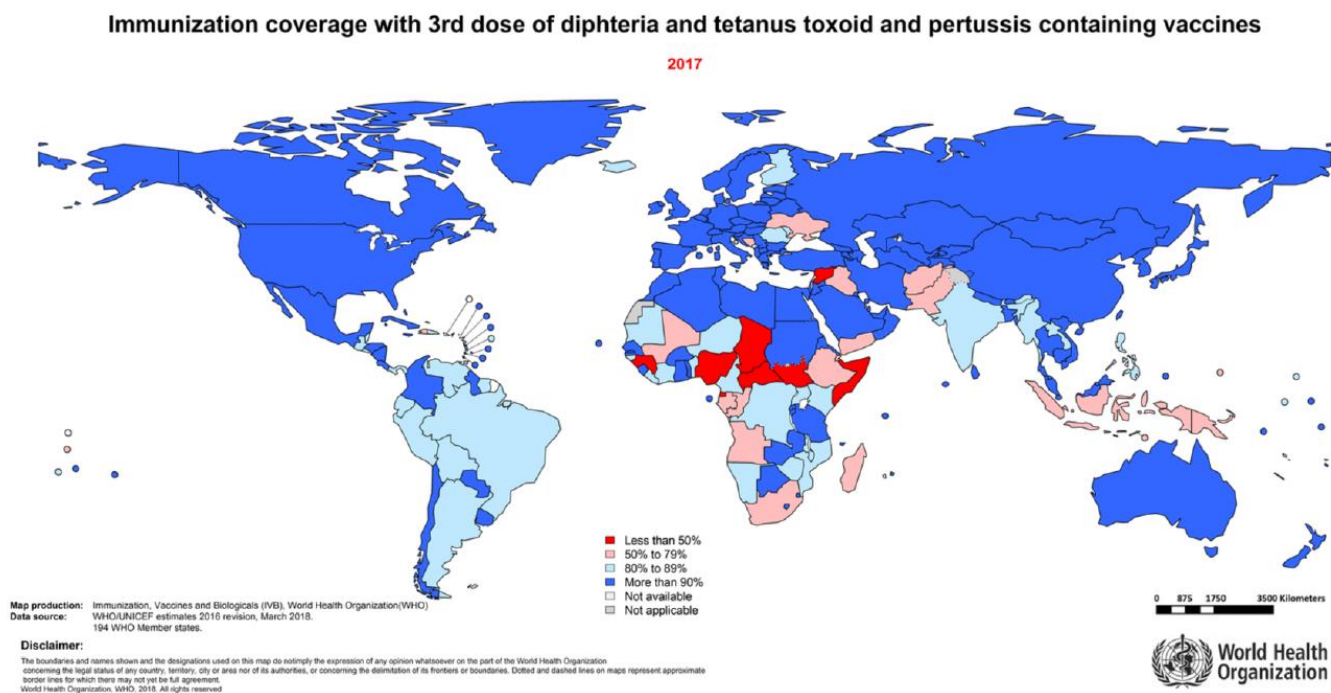 Immunization coverage with 3rd dose of diphteria and tetanus toxoid and pertussis containing vaccines
2017
Less than 50%
50% to 79%
80% to 89%
More than 90%
Not available
Not applicable
Map production: Immunization, Vaccines and Biologicals (IVB), World Health Organization(WHO)
Data source: WHO/UNICEF estimates 2016 revision, March 2018.
194 WHO Member states.
0 875 1750 3500 Kilometers
Disclaimer:
The boundaries and names shown and the designations used on this map do notimply the expression of any opinion whatsoever on the part of the World Health Organization
concerning the legal status of any country, territory, city or area nor of its authorities, or concerning the delimitation of its frontiers or boundaries. Dotted and dashed lines on maps represent approximate
border lines for which there may not yet be full agreement.
World Health Organization, WHO, 2018. All rights reserved
World Health
Organization